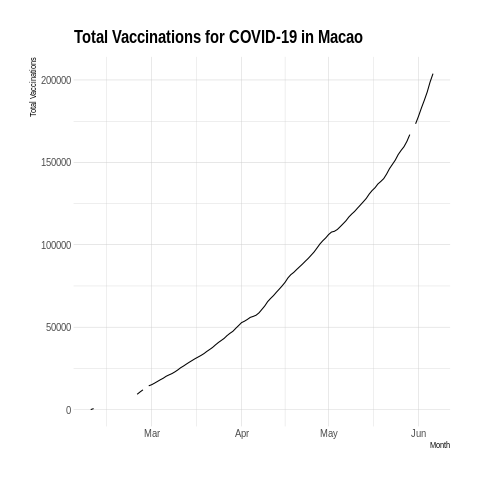 Total Vaccinations for COVID-19 in Macao
Total Vaccinations
200000
150000
100000
50000
0
Mar Apr May Jun
Month